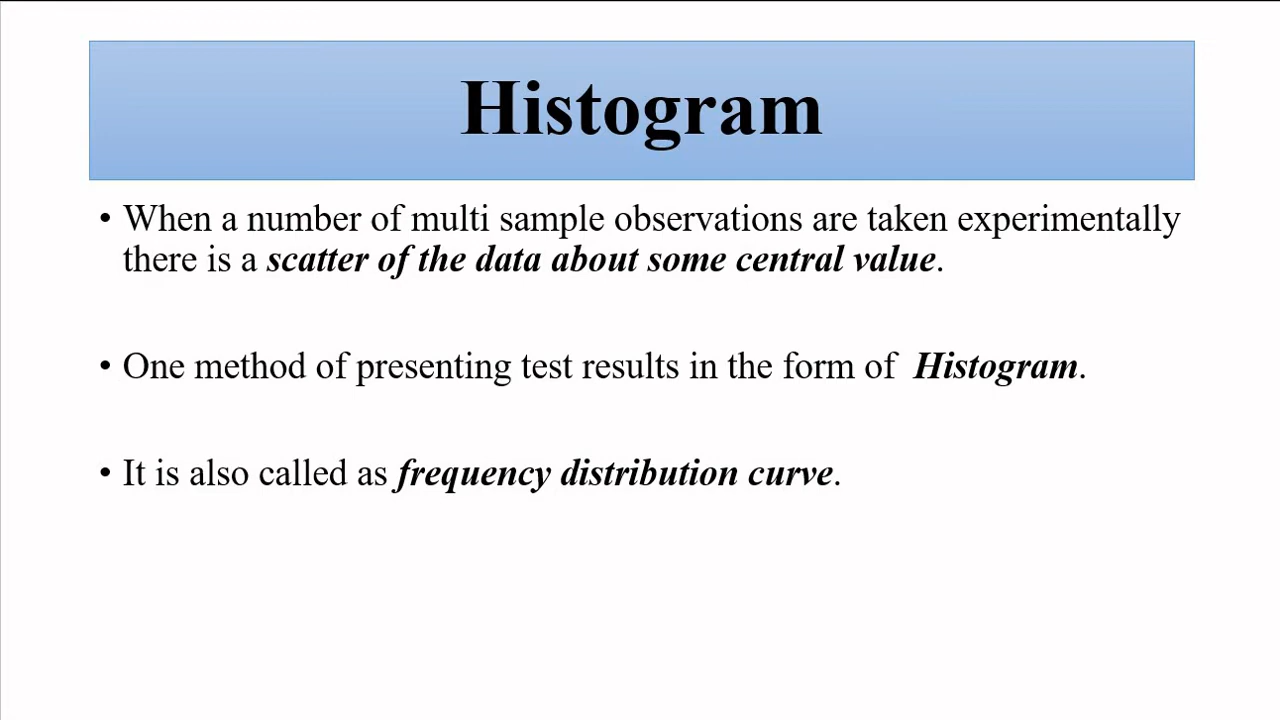 Histogram
• When a number of multi sample observations are taken experimentally
there is a scatter of the data about some central value.
• One method of presenting test results in the form of Histogram.
• It is also called as frequency distribution curve.